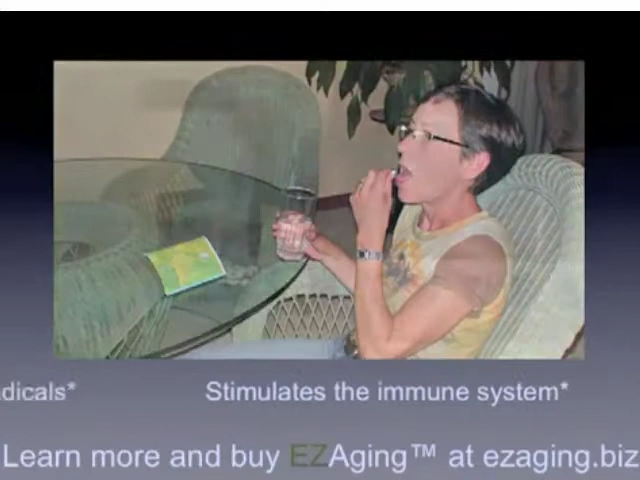 dicals* Stimulates the immune system*
Learn more and buy EZAging™ at ezaging.biz